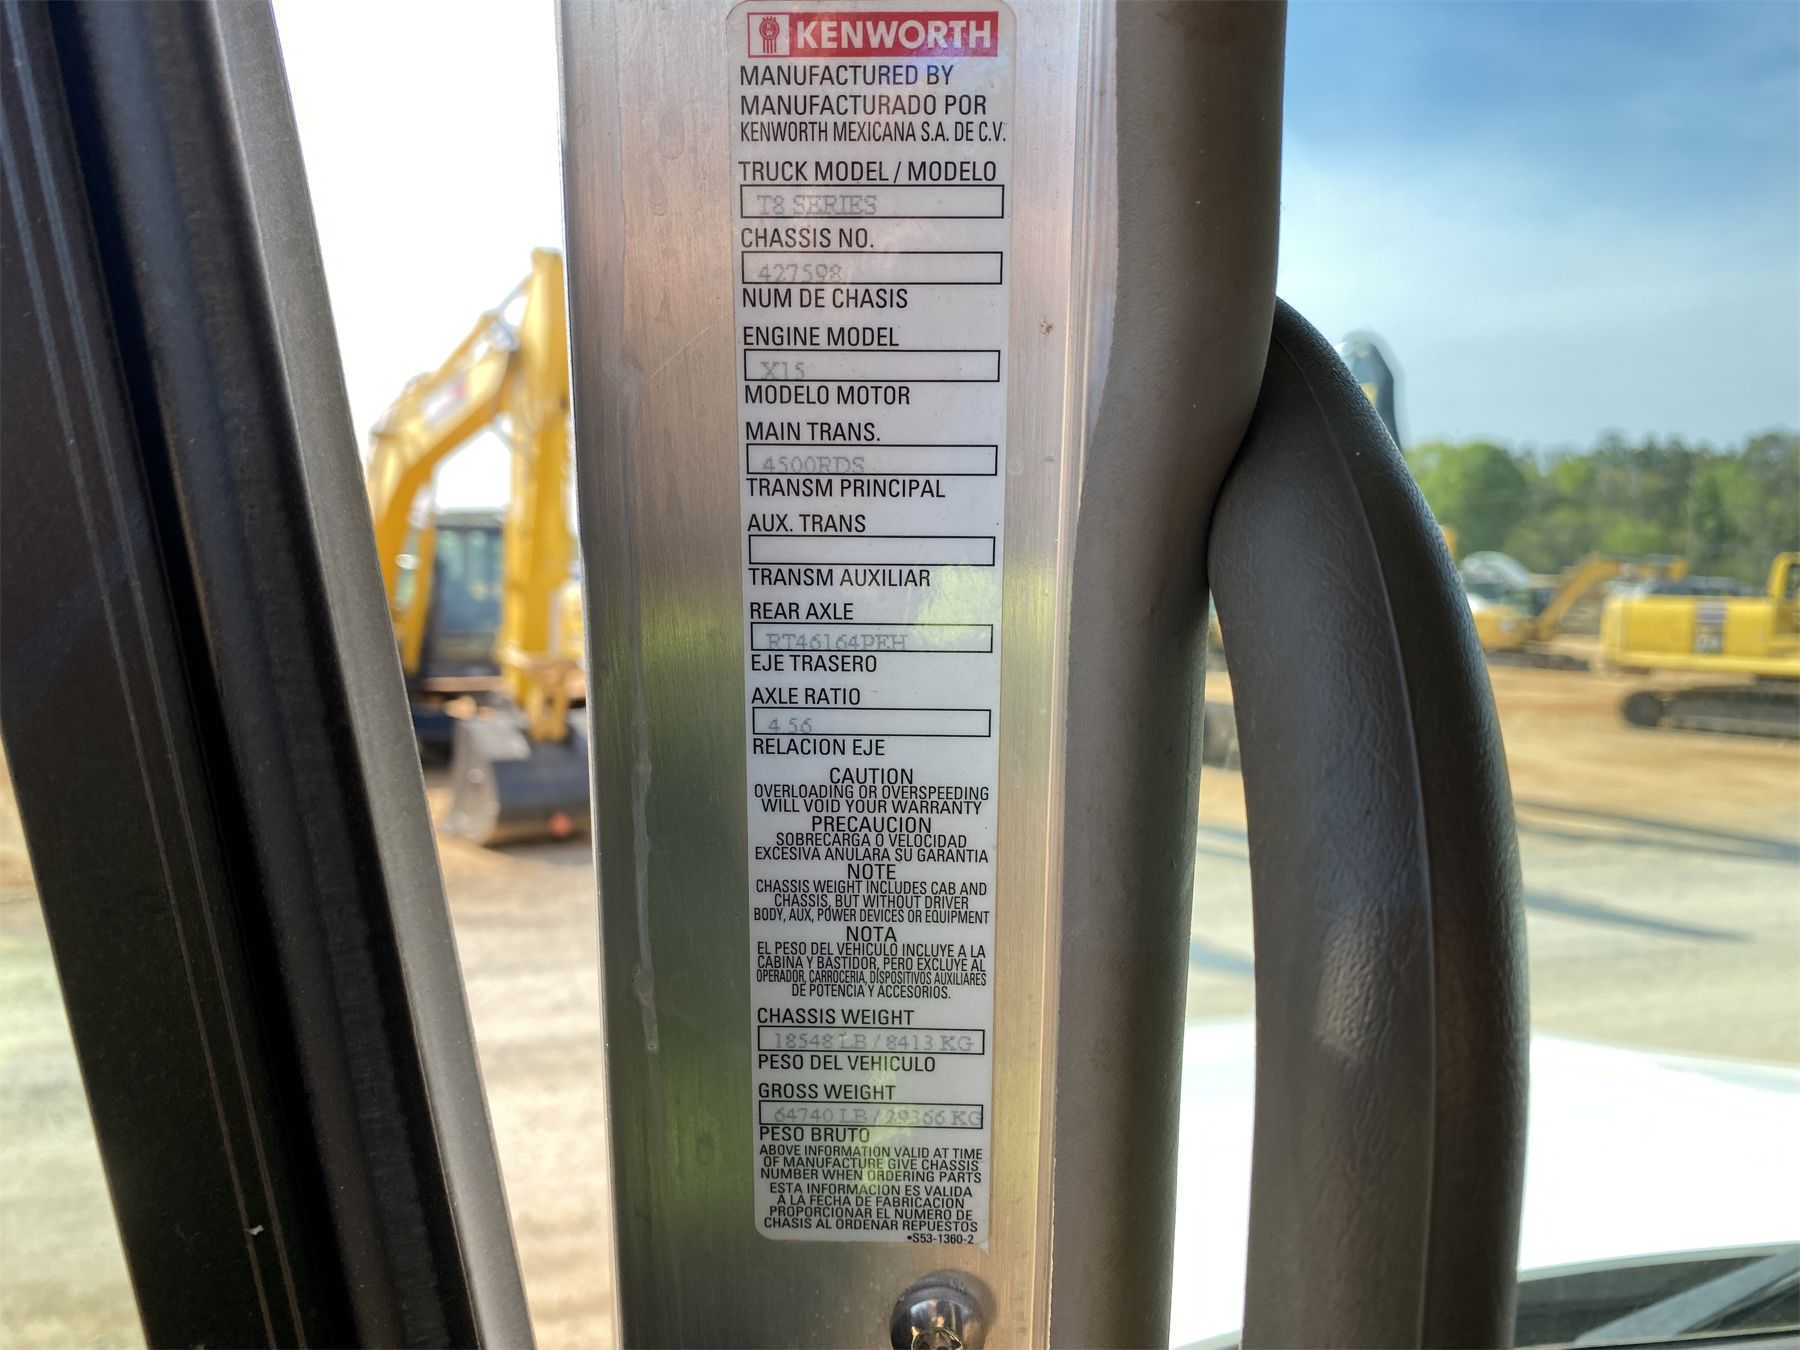 KENWORTH
MANUFACTURED BY
MANUFACTURADO POR
KENWORTH MEXICANA S.A. DE C.V.
TRUCK MODEL / MODELO
T8 SERIES
CHASSIS NO.
427598
NUM DE CHASIS
ENGINE MODEL
X15
MODELO MOTOR
MAIN TRANS.
4500RDS
TRANSM PRINCIPAL
AUX. TRANS
TRANSM AUXILIAR
REAR AXLE
RT46164PEH
EJE TRASERO
AXLE RATIO
4.56
RELACION EJE
CAUTION
OVERLOADING OR OVERSPEEDING
WILL VOID YOUR WARRANTY
PRECAUCION
SOBRECARGA O VELOCIDAD
EXCESIVA ANULARA SU GARANTIA
NOTE
CHASSIS WEIGHT INCLUDES CAB AND
CHASSIS, BUT WITHOUT DRIVER
BODY, AUX, POWER DEVICES OR EQUIPMENT
NOTA
EL PESO DEL VEHICULO INCLUYE A LA
CABINA Y BASTIDOR, PERO EXCLUYE AL
OPERADOR, CARROCERIA, DISPOSITIVOS AUXILIARES
DE POTENCIA Y ACCESORIOS.
CHASSIS WEIGHT
18548 LB / 8413 KG
PESO DEL VEHICULO
GROSS WEIGHT
64740 LB / 29366 KG
PESO BRUTO
ABOVE INFORMATION VALID AT TIME
OF MANUFACTURE GIVE CHASSIS
NUMBER WHEN ORDERING PARTS
ESTA INFORMACION ES VALIDA
A LA FECHA DE FABRICACION
PROPORCIONAR EL NUMERO DE
CHASIS AL ORDENAR REPUESTOS
•S53-1360-2